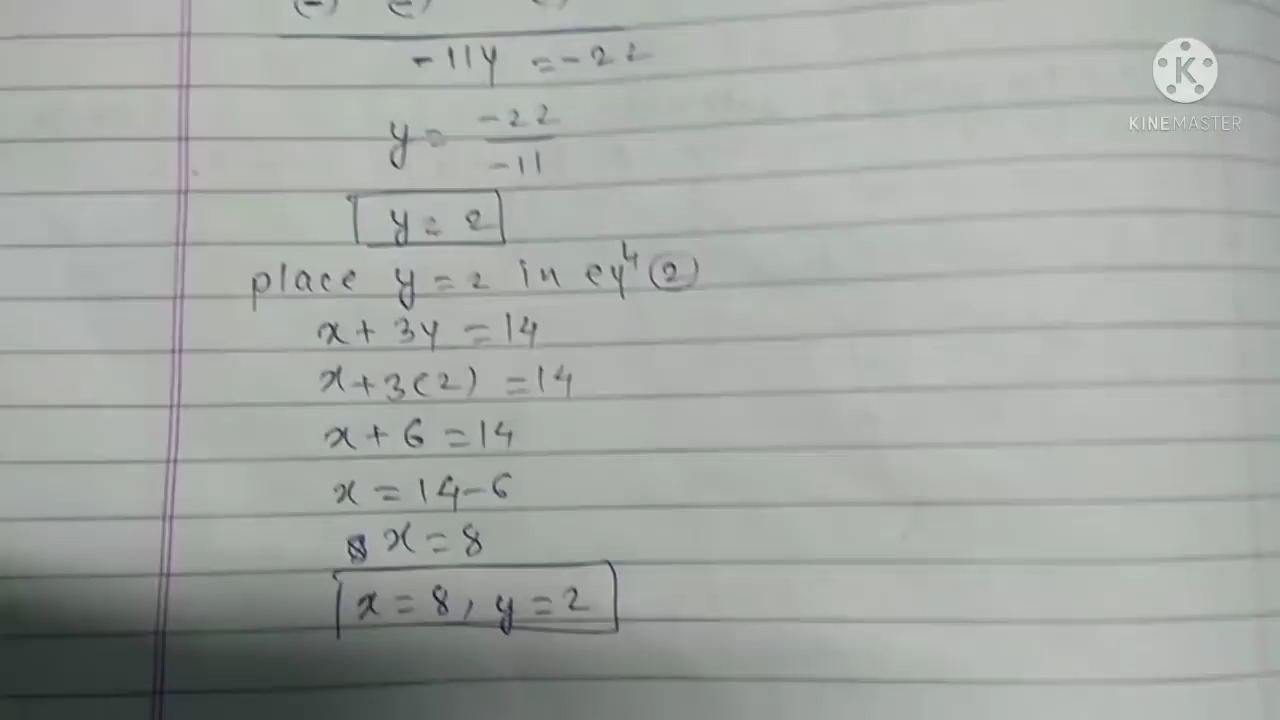 (-) (-) (-)
-11y = -22
y = -22
-11
y = 2
place y = 2 in eqⁿ ②
x + 3y = 14
x + 3(2) = 14
x + 6 = 14
x = 14 - 6
x = 8
x = 8, y = 2
K
KINEMASTER